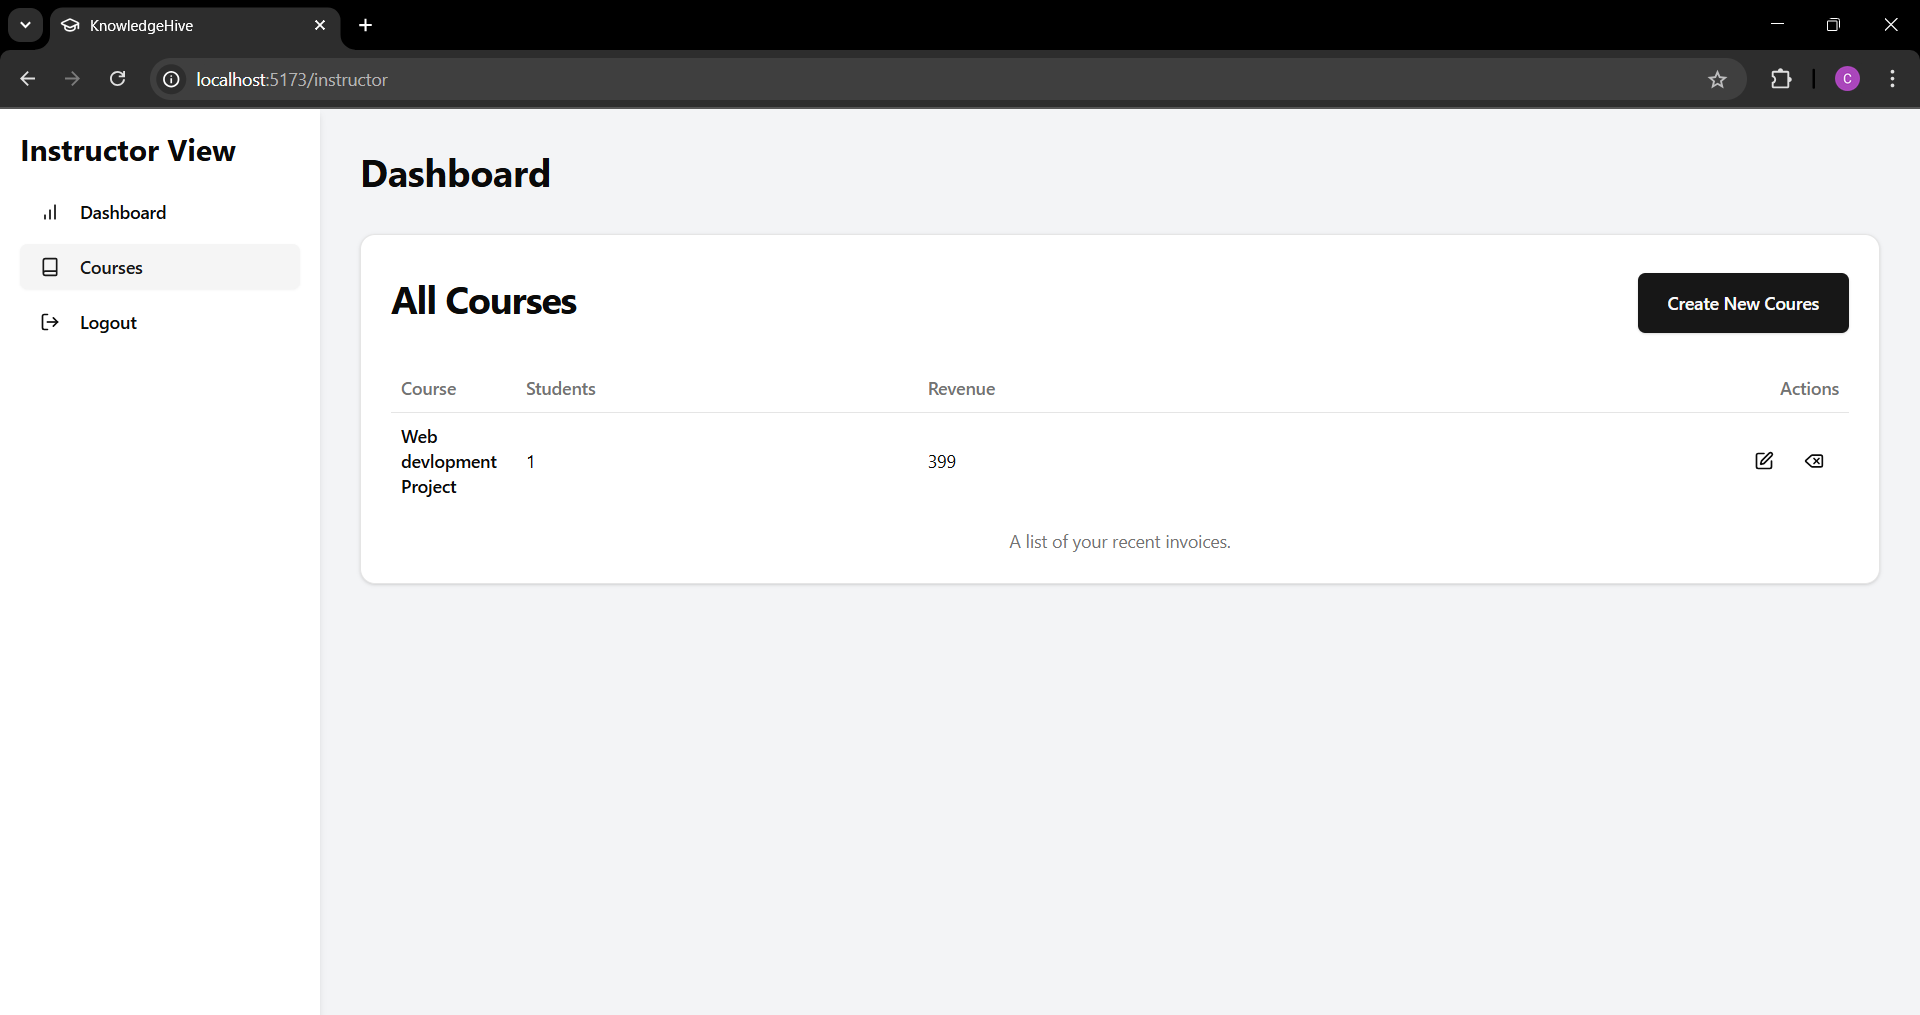 KnowledgeHive
localhost:5173/instructor
C
Instructor View
Dashboard
Courses
Logout
Dashboard
All Courses
Create New Coures
Course Students Revenue Actions
Web
devlopment 1 399
Project
A list of your recent invoices.